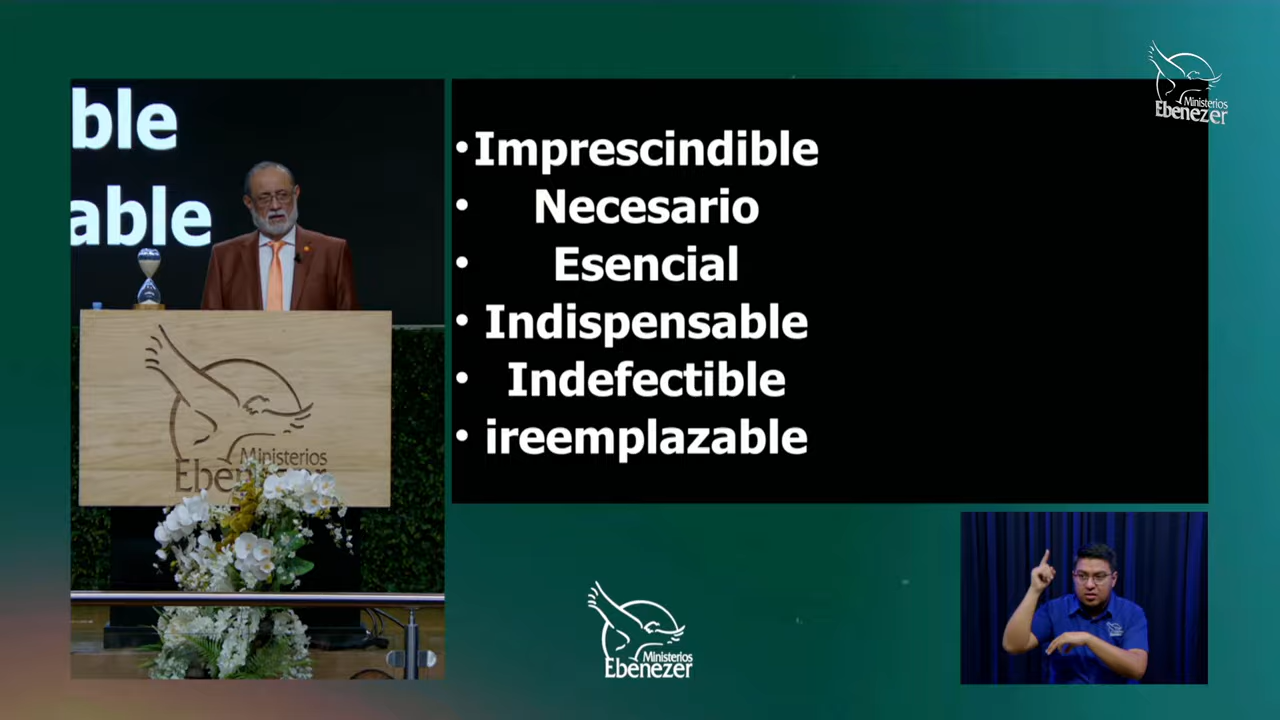 ble
able
Ministerios
Ebenezer
• Imprescindible
• Necesario
• Esencial
• Indispensable
• Indefectible
• ireemplazable
Ministerios
Ebenezer
Ministerios
Ebenezer